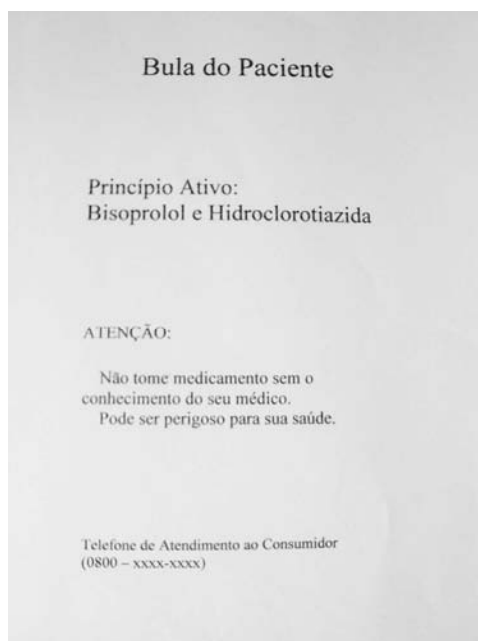 Bula do Paciente
Princípio Ativo:
Bisoprolol e Hidroclorotiazida
ATENÇÃO:
Não tome medicamento sem o
conhecimento do seu médico.
Pode ser perigoso para sua saúde.
Telefone de Atendimento ao Consumidor
(0800 – xxxx-xxxx)